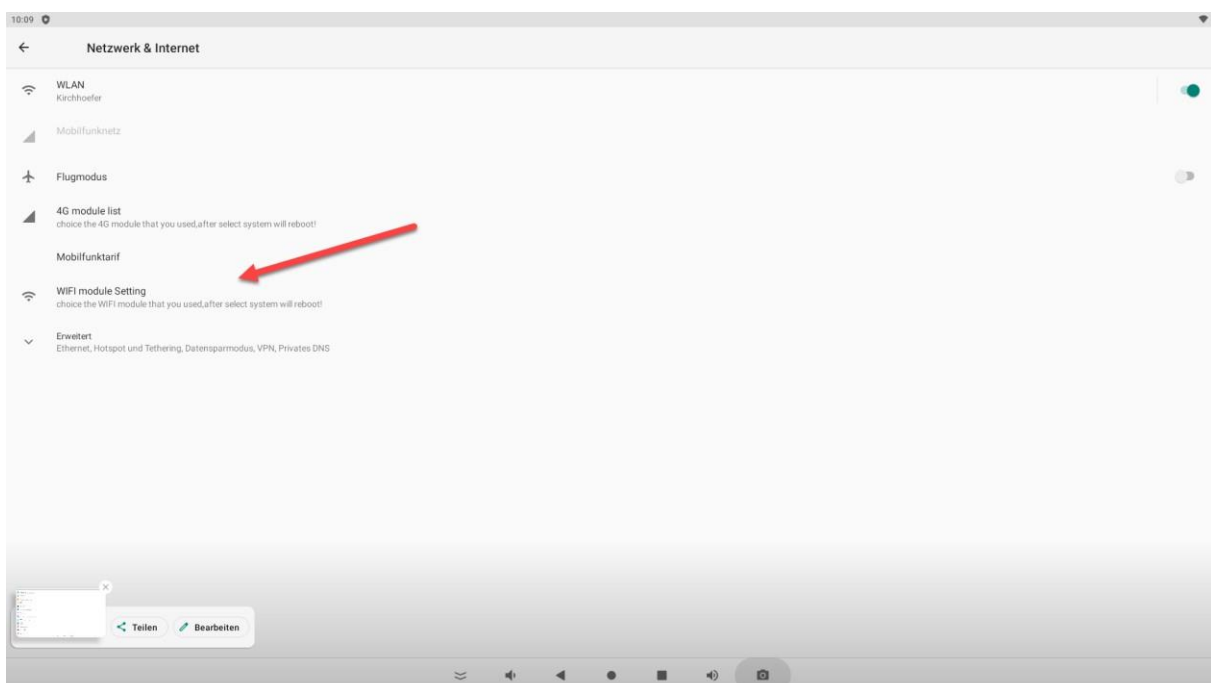 10:09
Netzwerk & Internet
WLAN
Kirchhoefer
Mobilfunknetz
Flugmodus
4G module list
choice the 4G module that you used,after select system will reboot!
Mobilfunktarif
WIFI module Setting
choice the WIFI module that you used,after select system will reboot!
Erweitert
Ethernet, Hotspot und Tethering, Datensparmodus, VPN, Privates DNS
Teilen
Bearbeiten